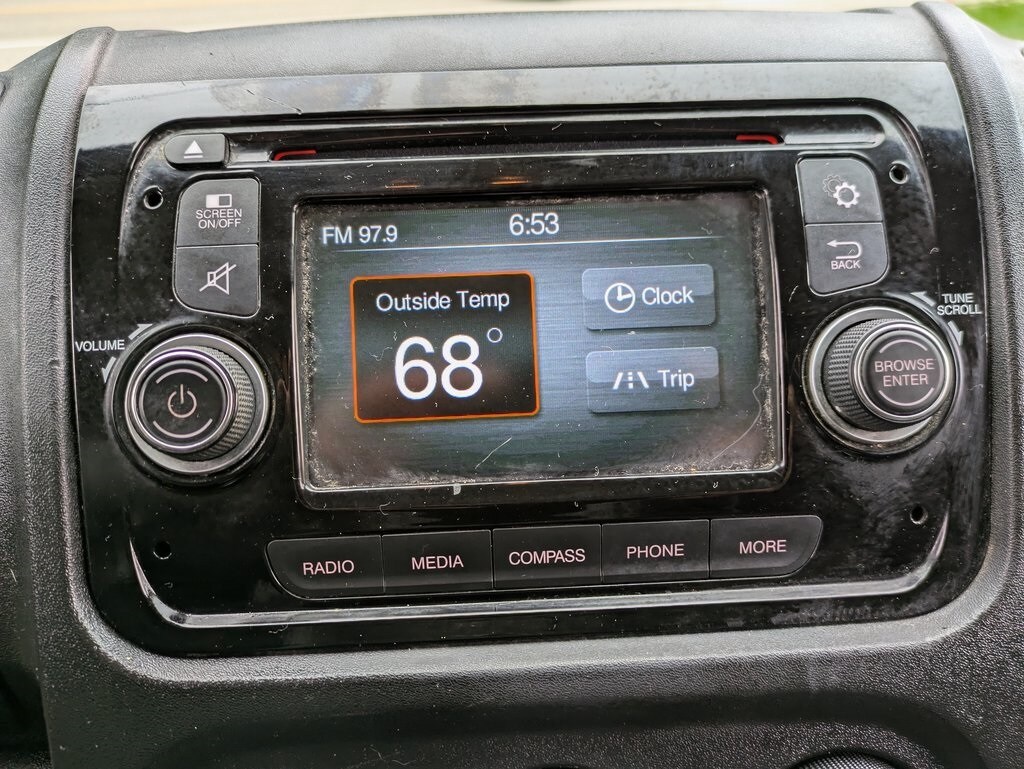 SCREEN
ON/OFF
VOLUME
FM 97.9
6:53
Outside Temp
68°
Clock
Trip
BACK
TUNE
SCROLL
BROWSE
ENTER
RADIO
MEDIA
COMPASS
PHONE
MORE